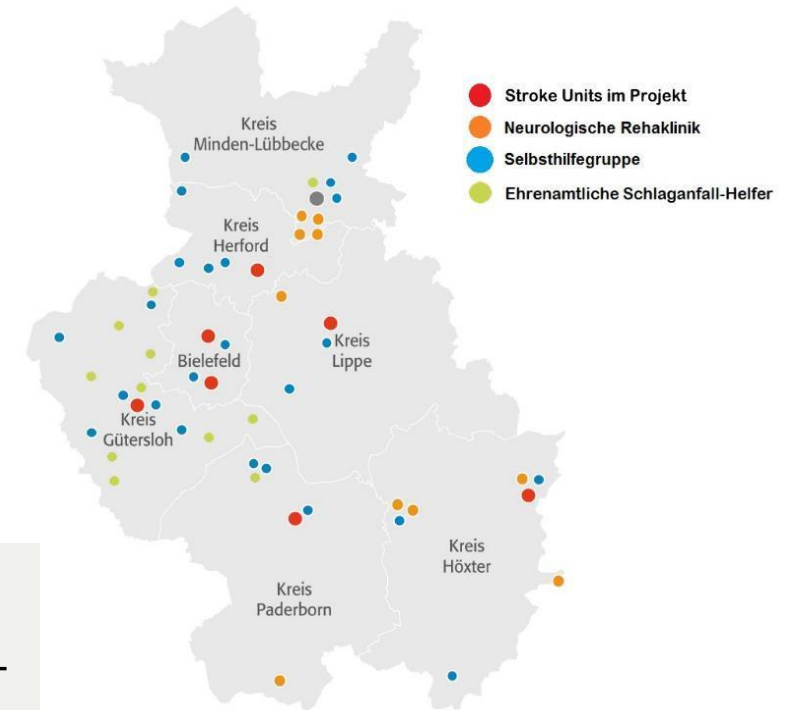 Stroke Units im Projekt
Neurologische Rehaklinik
Selbsthilfegruppe
Ehrenamtliche Schlaganfall-Helfer
Kreis
Minden-Lübbecke
Kreis
Herford
Bielefeld
Kreis
Lippe
Kreis
Gütersloh
Kreis
Höxter
Kreis
Paderborn